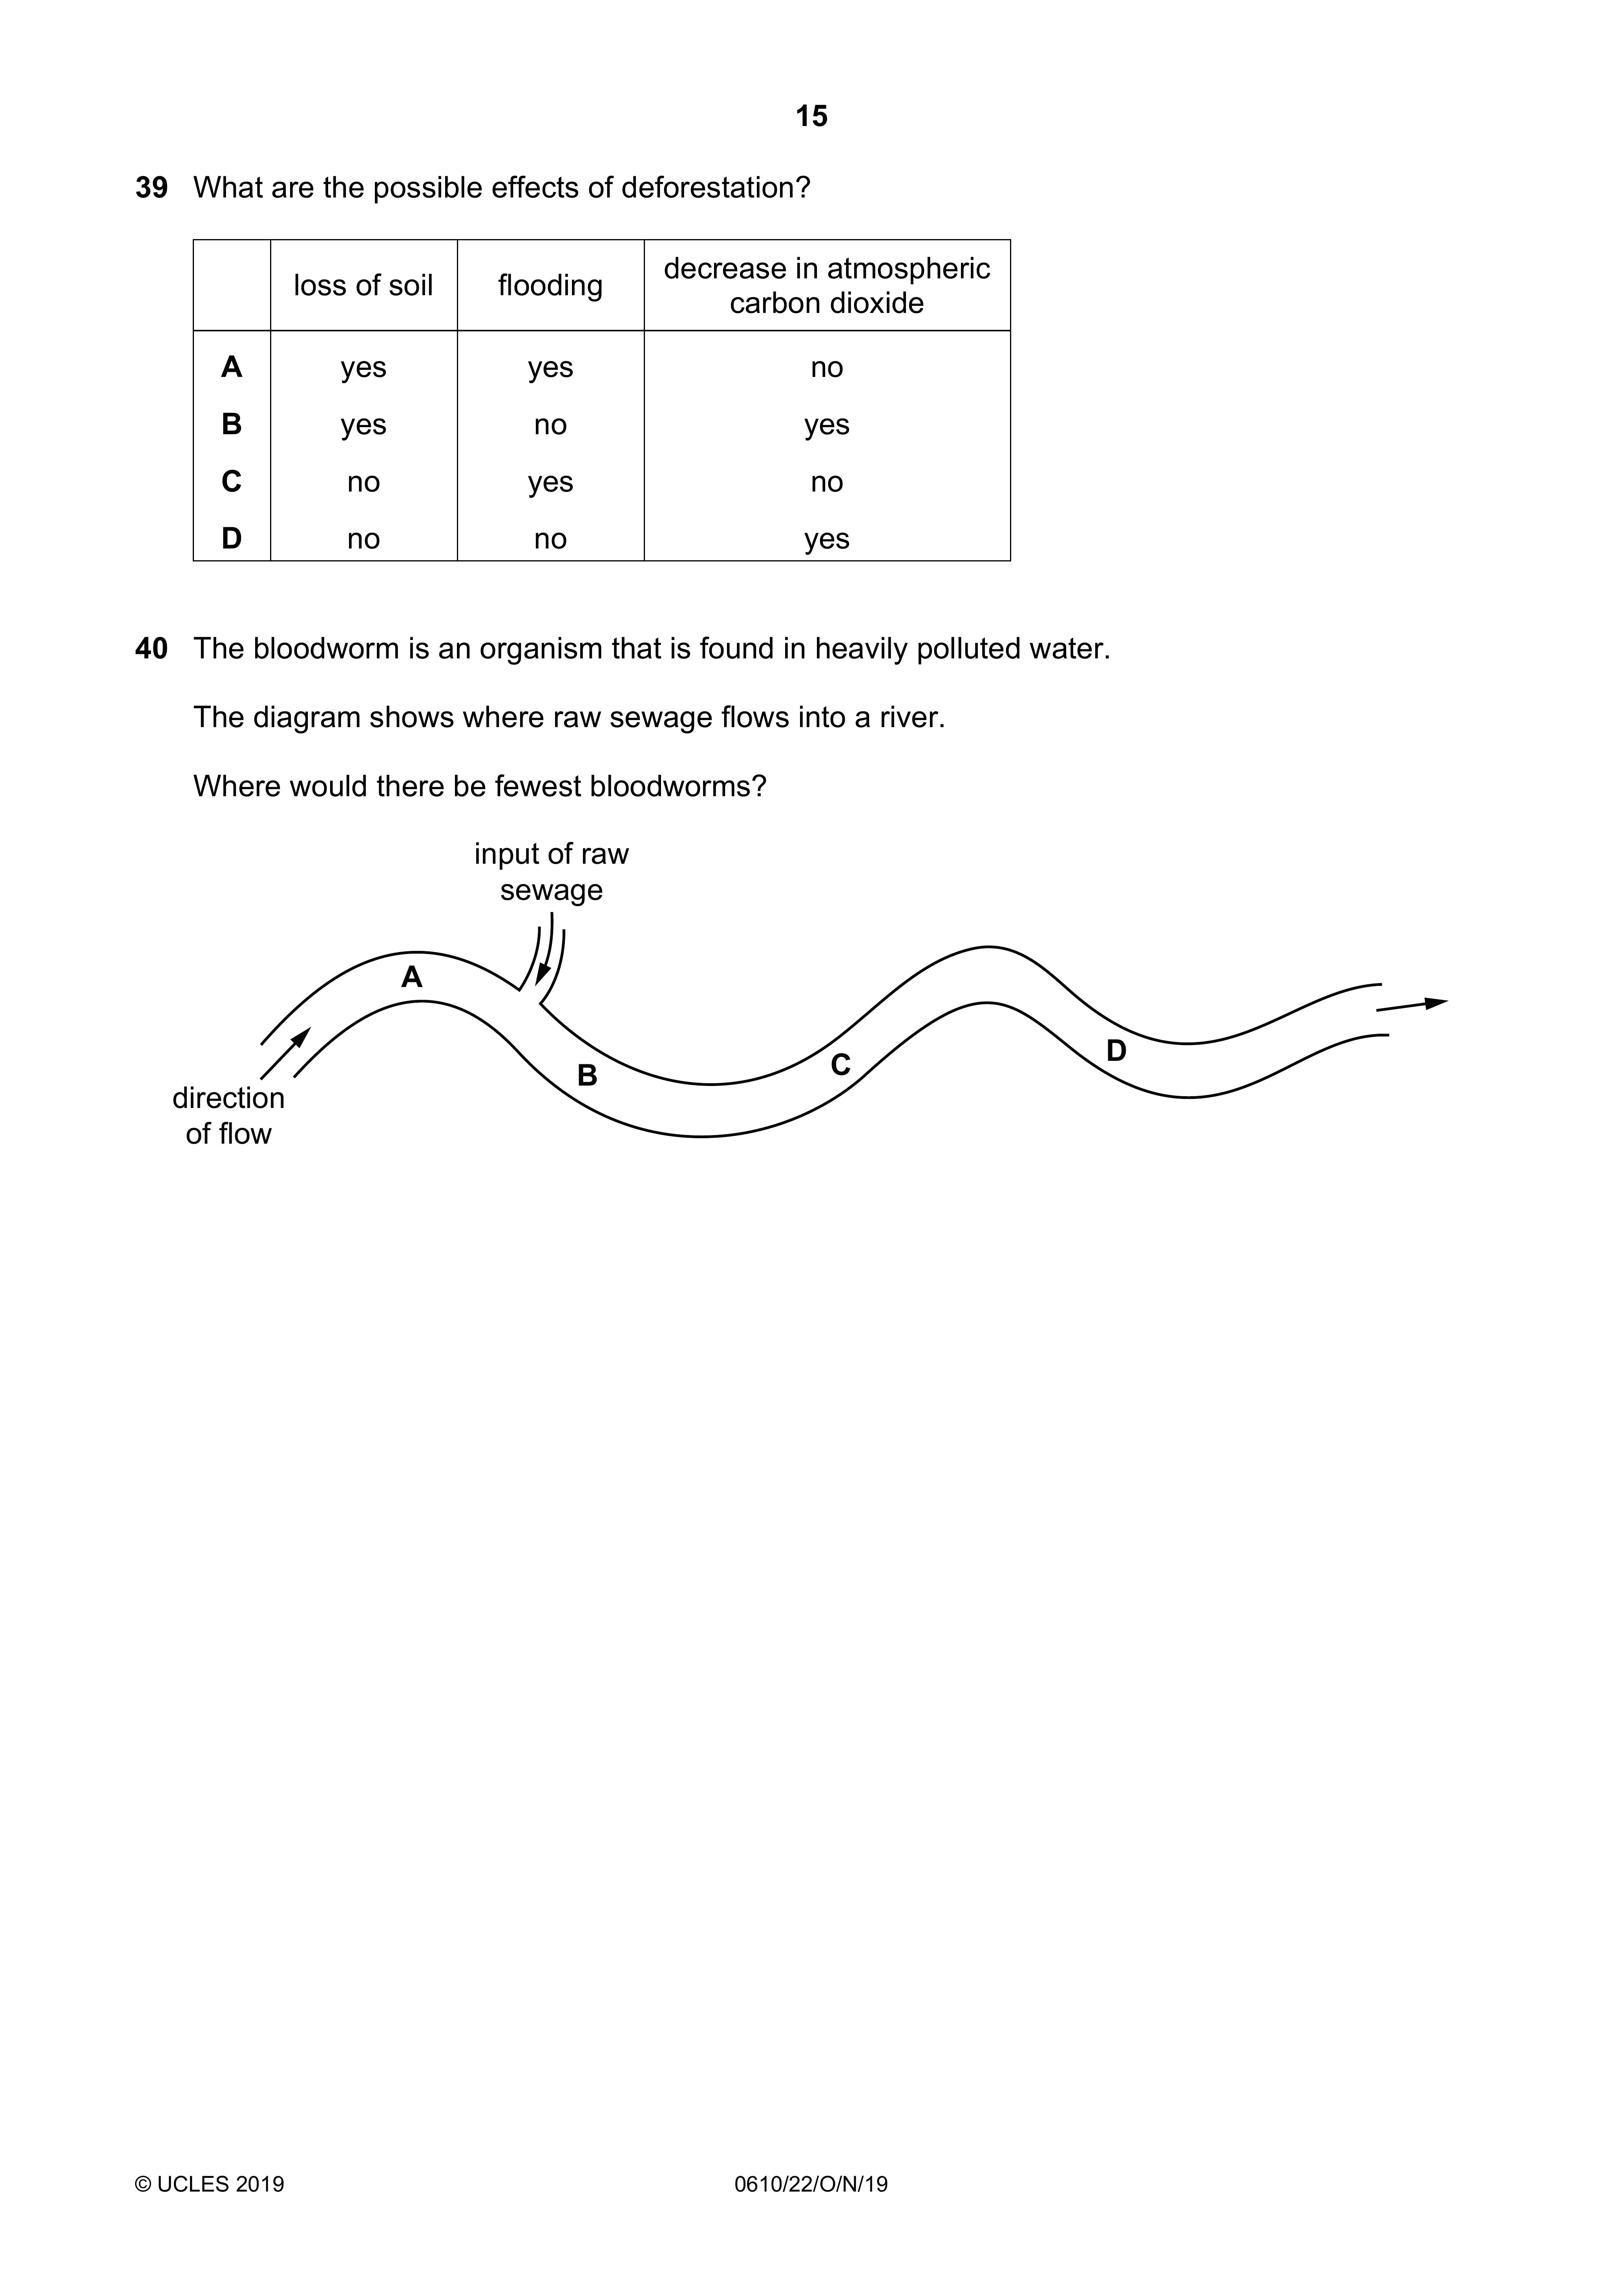 15
39 What are the possible effects of deforestation?
loss of soil flooding decrease in atmospheric
carbon dioxide
A yes yes no
B yes no yes
C no yes no
D no no yes
40 The bloodworm is an organism that is found in heavily polluted water.
The diagram shows where raw sewage flows into a river.
Where would there be fewest bloodworms?
input of raw
sewage
A
B
C
D
direction
of flow
© UCLES 2019 0610/22/O/N/19